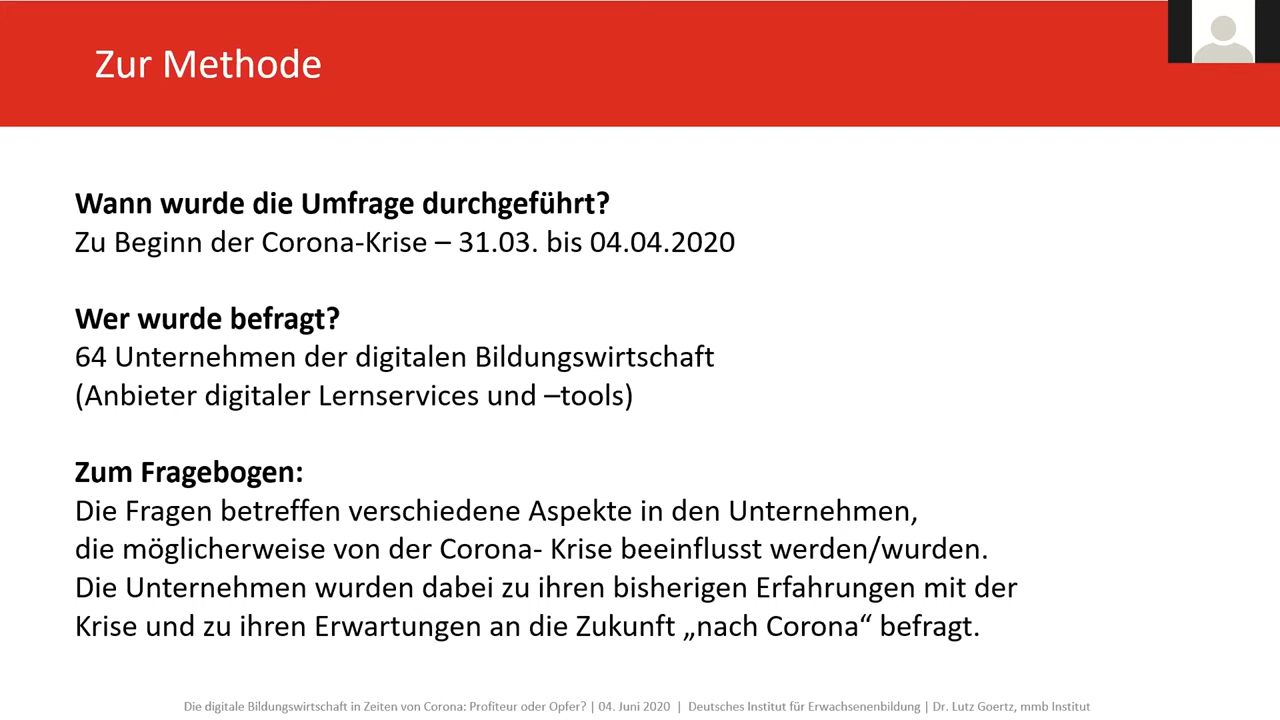 Zur Methode
Wann wurde die Umfrage durchgeführt?
Zu Beginn der Corona-Krise – 31.03. bis 04.04.2020
Wer wurde befragt?
64 Unternehmen der digitalen Bildungswirtschaft
(Anbieter digitaler Lernservices und –tools)
Zum Fragebogen:
Die Fragen betreffen verschiedene Aspekte in den Unternehmen,
die möglicherweise von der Corona- Krise beeinflusst werden/wurden.
Die Unternehmen wurden dabei zu ihren bisherigen Erfahrungen mit der
Krise und zu ihren Erwartungen an die Zukunft „nach Corona“ befragt.
Die digitale Bildungswirtschaft in Zeiten von Corona: Profiteur oder Opfer? | 04. Juni 2020 | Deutsches Institut für Erwachsenenbildung | Dr. Lutz Goertz, mmb Institut